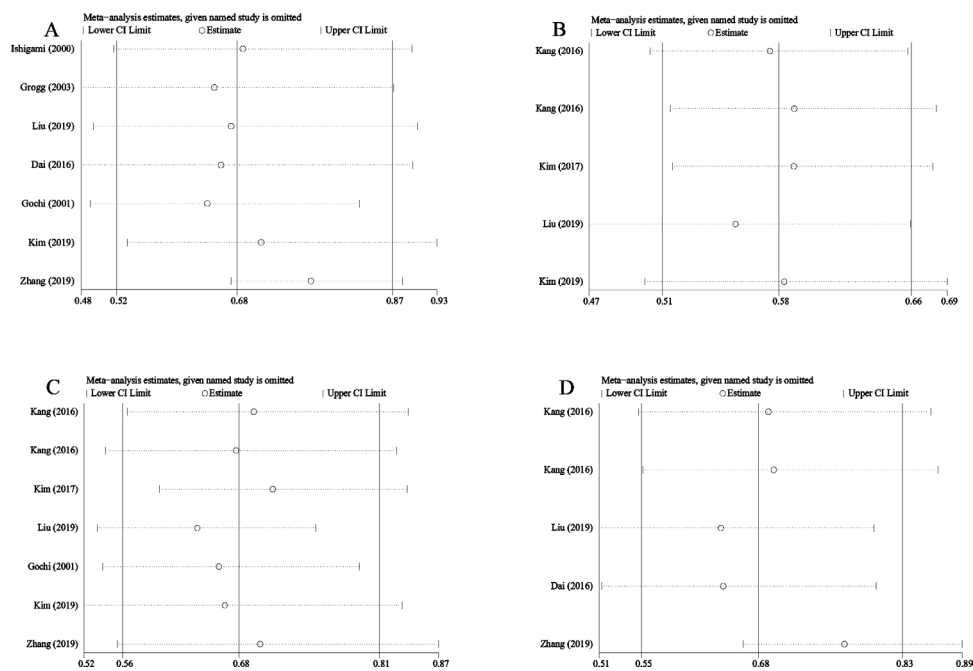 A
Meta−analysis estimates, given named study is omitted
Lower CI Limit Estimate Upper CI Limit
Ishigami (2000)
Grogg (2003)
Liu (2019)
Dai (2016)
Gochi (2001)
Kim (2019)
Zhang (2019)
0.48 0.52 0.68 0.87 0.93
B
Meta−analysis estimates, given named study is omitted
Lower CI Limit Estimate Upper CI Limit
Kang (2016)
Kang (2016)
Kim (2017)
Liu (2019)
Kim (2019)
0.47 0.51 0.58 0.66 0.69
C
Meta−analysis estimates, given named study is omitted
Lower CI Limit Estimate Upper CI Limit
Kang (2016)
Kang (2016)
Kim (2017)
Liu (2019)
Gochi (2001)
Kim (2019)
Zhang (2019)
0.52 0.56 0.68 0.81 0.87
D
Meta−analysis estimates, given named study is omitted
Lower CI Limit Estimate Upper CI Limit
Kang (2016)
Kang (2016)
Liu (2019)
Dai (2016)
Zhang (2019)
0.51 0.55 0.68 0.83 0.89